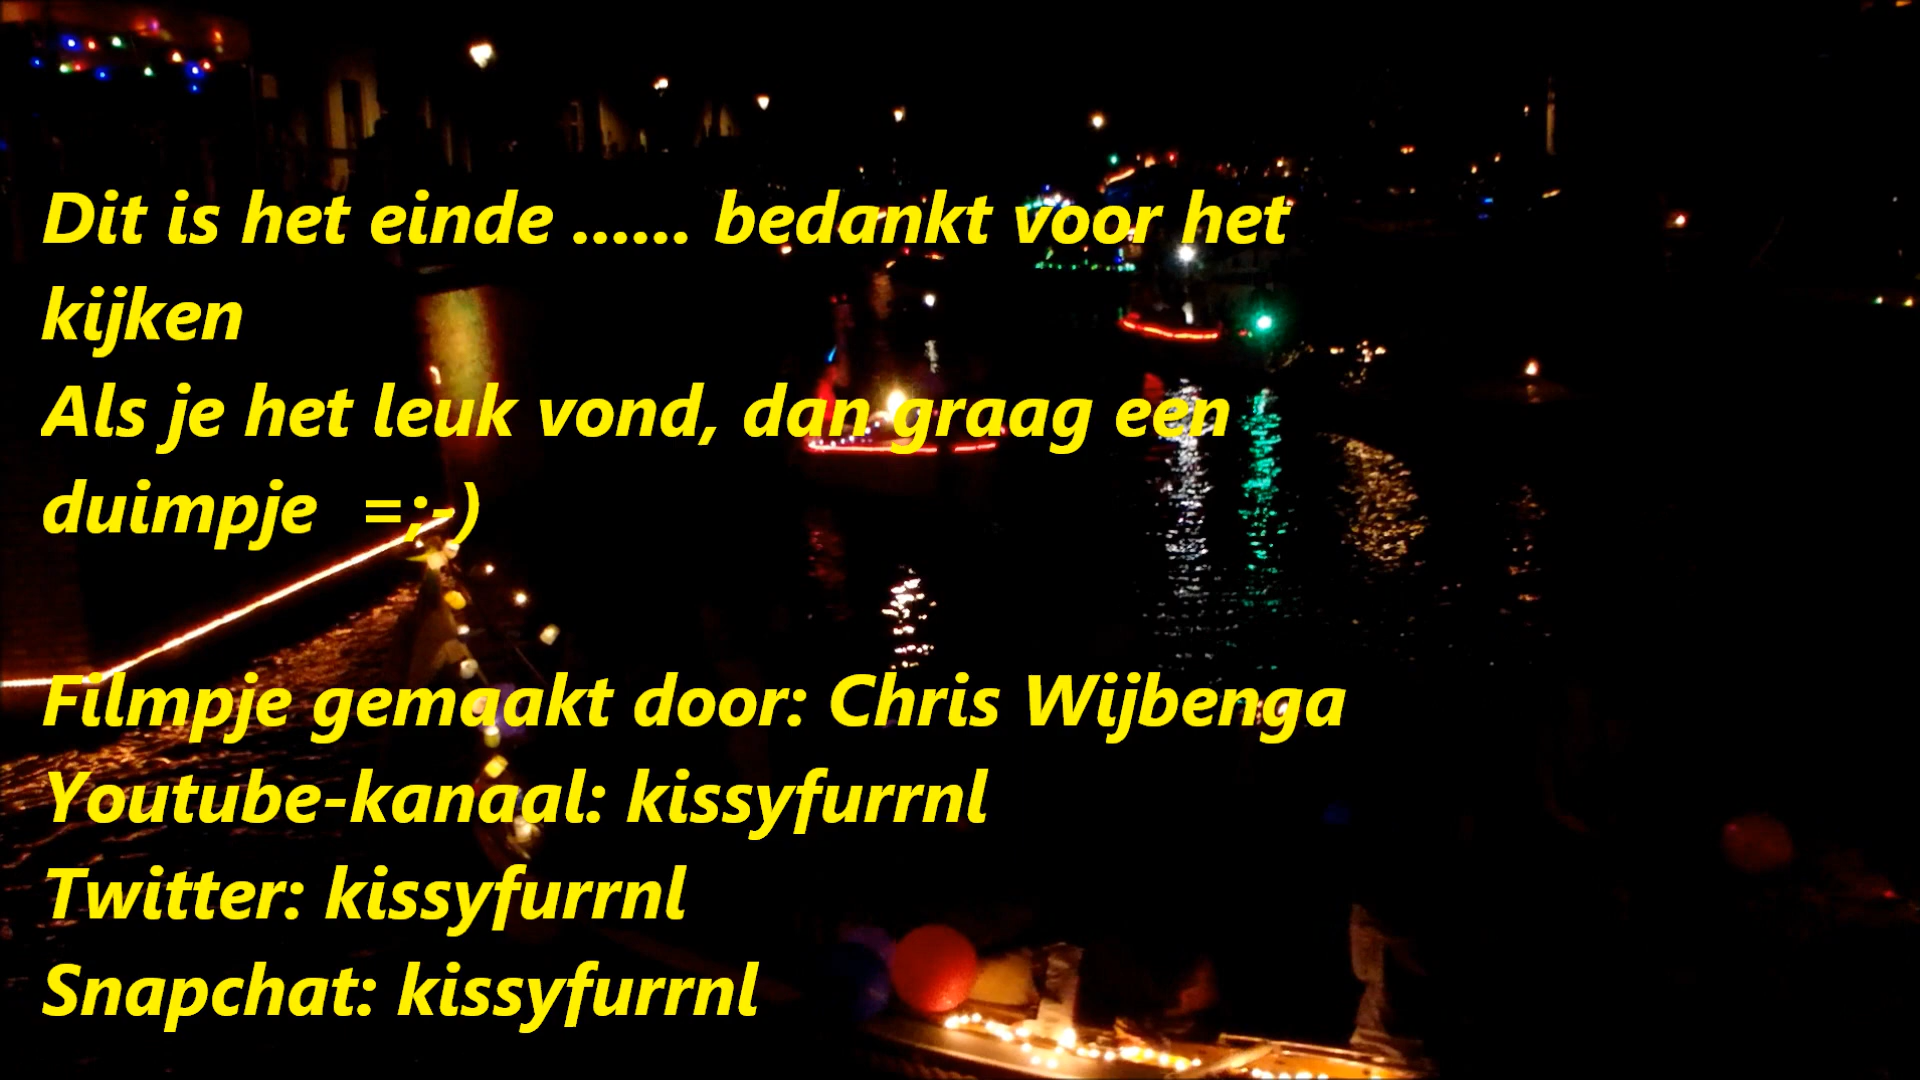 Dit is het einde ...... bedankt voor het
kijken
Als je het leuk vond, dan graag een
duimpje  =;-)
Filmpje gemaakt door: Chris Wijbenga
Youtube-kanaal: kissyfurrnl
Twitter: kissyfurrnl
Snapchat: kissyfurrnl